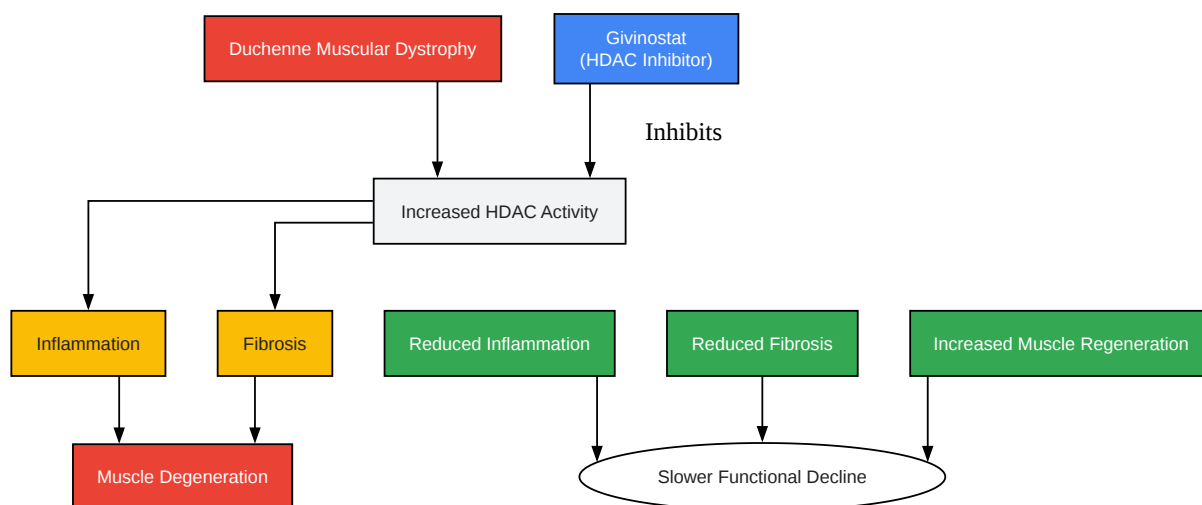 Duchenne Muscular Dystrophy
Givinostat
(HDAC Inhibitor)
Inhibits
Increased HDAC Activity
Inflammation
Fibrosis
Reduced Inflammation
Reduced Fibrosis
Increased Muscle Regeneration
Muscle Degeneration
Slower Functional Decline